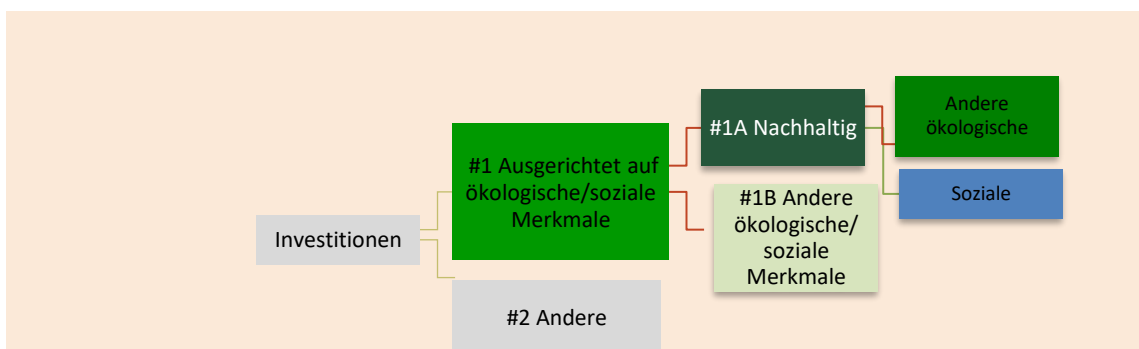 Investitionen
#1 Ausgerichtet auf
ökologische/soziale
Merkmale
#2 Andere
#1A Nachhaltig
#1B Andere
ökologische/
soziale
Merkmale
Andere
ökologische
Soziale